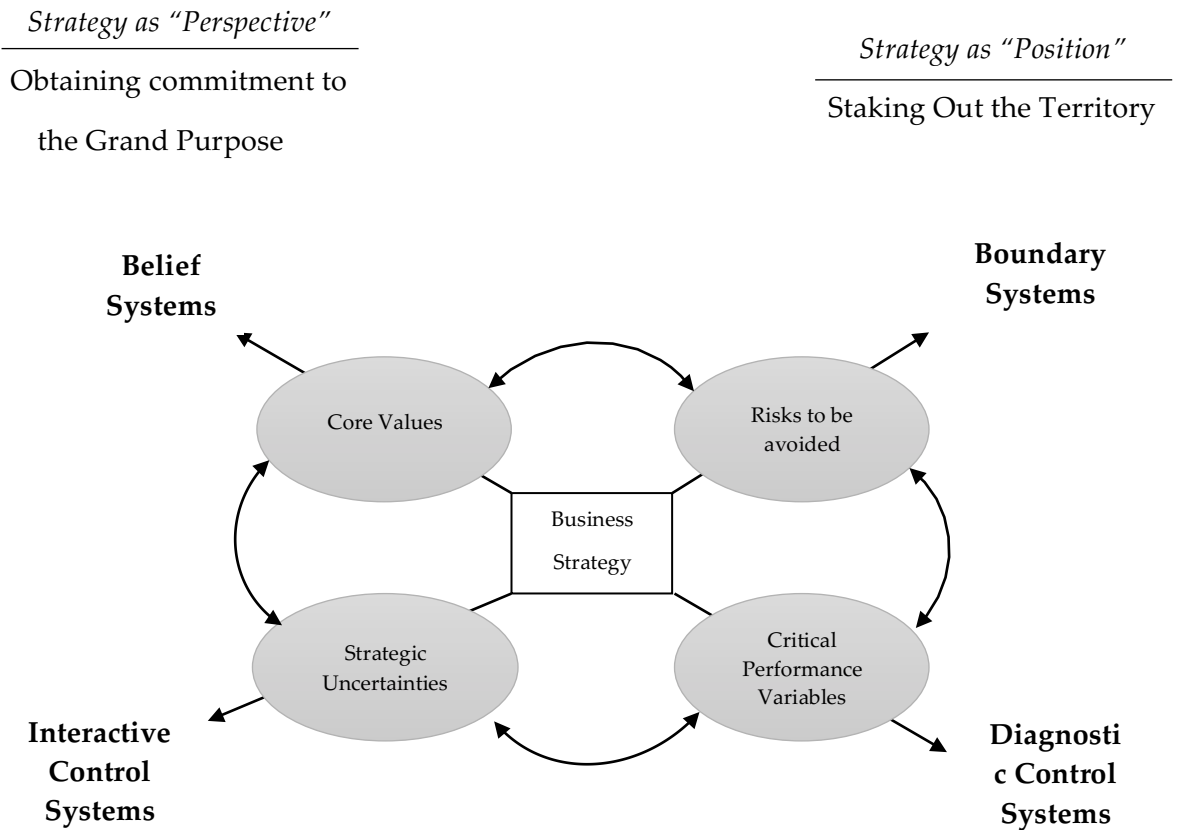 Strategy as “Perspective”
Obtaining commitment to
the Grand Purpose
Strategy as “Position”
Staking Out the Territory
Belief
Systems
Boundary
Systems
Core Values
Risks to be
avoided
Business
Strategy
Strategic
Uncertainties
Critical
Performance
Variables
Interactive
Control
Systems
Diagnosti
c Control
Systems